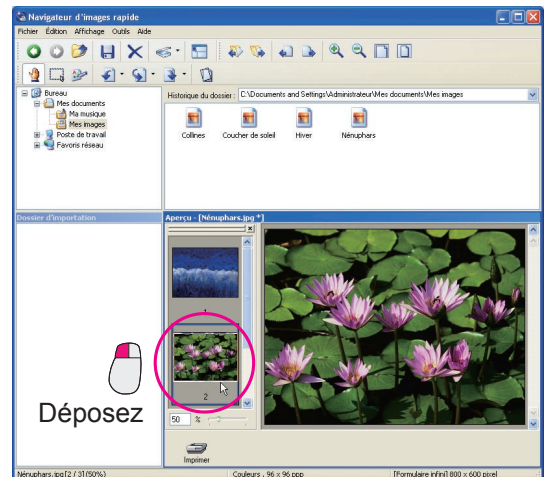 Navigateur d'images rapide
Fichier Édition Affichage Outils Aide
Historique du dossier : C:\Documents and Settings\Administrateur\Mes documents\Mes images
Bureau
Mes documents
Ma musique
Mes images
Poste de travail
Favoris réseau
Collines Coucher de soleil Hiver Nénuphars
Dossier d'importation
Aperçu - [Nénuphars.jpg *]
1
2
Déposez
50 %
Imprimer
Nénuphars.jpg [2 / 3] (50%) Couleurs , 96 x 96 ppp [Formulaire infini] 800 x 600 pixel